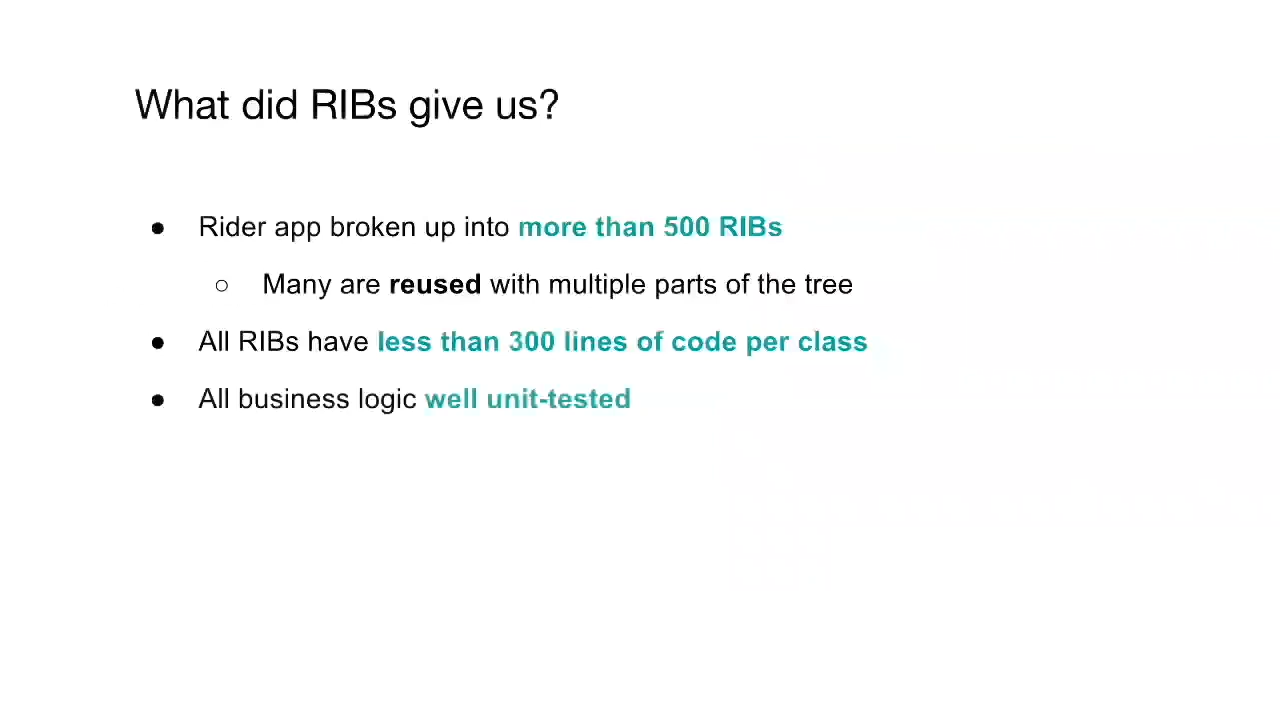 What did RIBs give us?
● Rider app broken up into more than 500 RIBs
○ Many are reused with multiple parts of the tree
● All RIBs have less than 300 lines of code per class
● All business logic well unit-tested